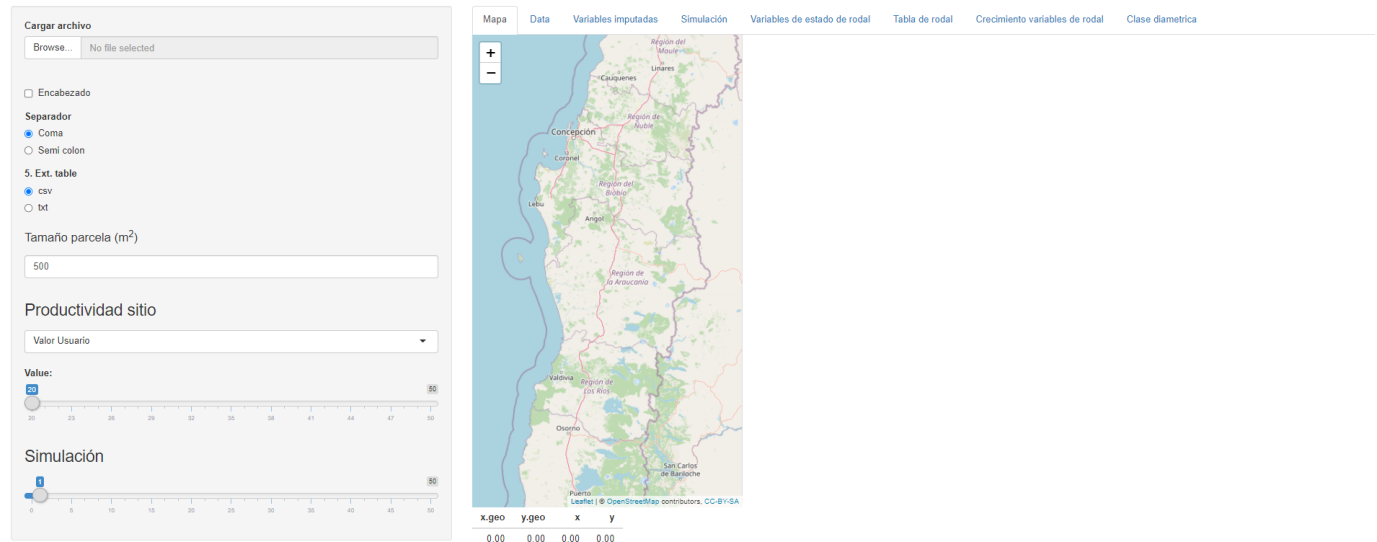 Cargar archivo
Browse... No file selected
Encabezado
Separador
Coma
Semi colon
5. Ext. table
csv
txt
Tamaño parcela (m2)
500
Productividad sitio
Valor Usuario
Value:
20 50
20 23 26 29 32 35 38 41 44 47 50
Simulación
1 50
0 5 10 15 20 25 30 35 40 45 50
Mapa Data Variables imputadas Simulación Variables de estado de rodal Tabla de rodal Crecimiento variables de rodal Clase diametrica
+
−
Región del
Maule
Linares
Cauquenes
Región de
Ñuble
Concepción
Coronel
Región del
Biobío
Lebu
Angol
Región de
la Araucanía
Valdivia
Región de
Los Ríos
Osorno
San Carlos
de Bariloche
Puerto
Leaflet | © OpenStreetMap contributors, CC-BY-SA
x.geo y.geo x y
0.00 0.00 0.00 0.00